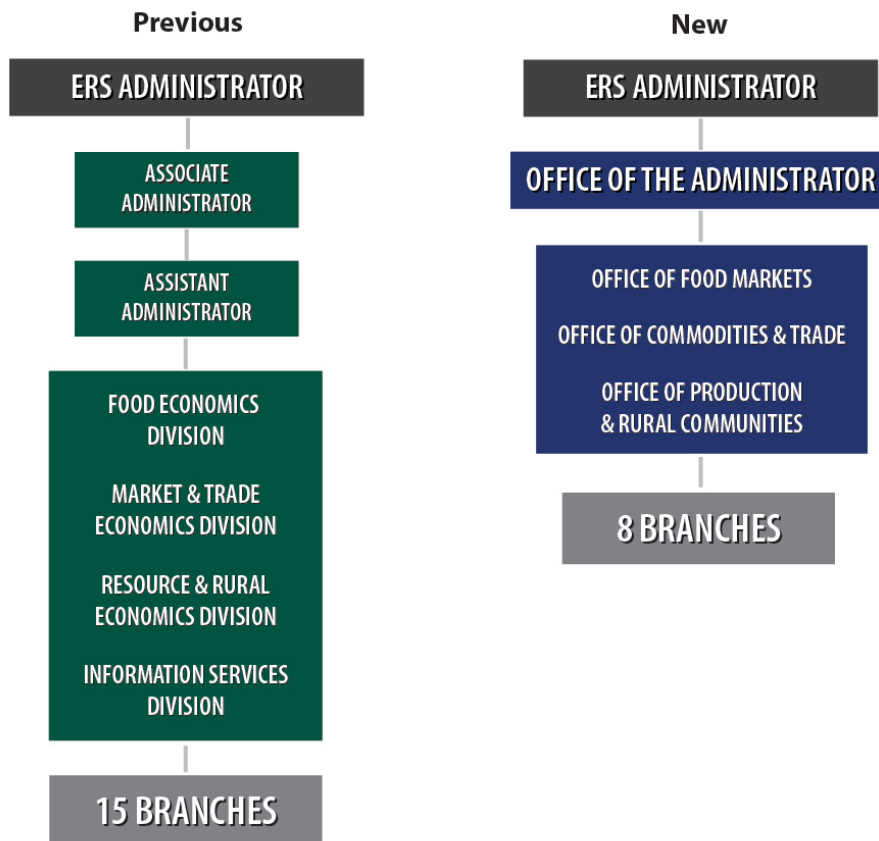 Previous
ERS ADMINISTRATOR
ASSOCIATE
ADMINISTRATOR
ASSISTANT
ADMINISTRATOR
FOOD ECONOMICS
DIVISION
MARKET & TRADE
ECONOMICS DIVISION
RESOURCE & RURAL
ECONOMICS DIVISION
INFORMATION SERVICES
DIVISION
15 BRANCHES
New
ERS ADMINISTRATOR
OFFICE OF THE ADMINISTRATOR
OFFICE OF FOOD MARKETS
OFFICE OF COMMODITIES & TRADE
OFFICE OF PRODUCTION
& RURAL COMMUNITIES
8 BRANCHES